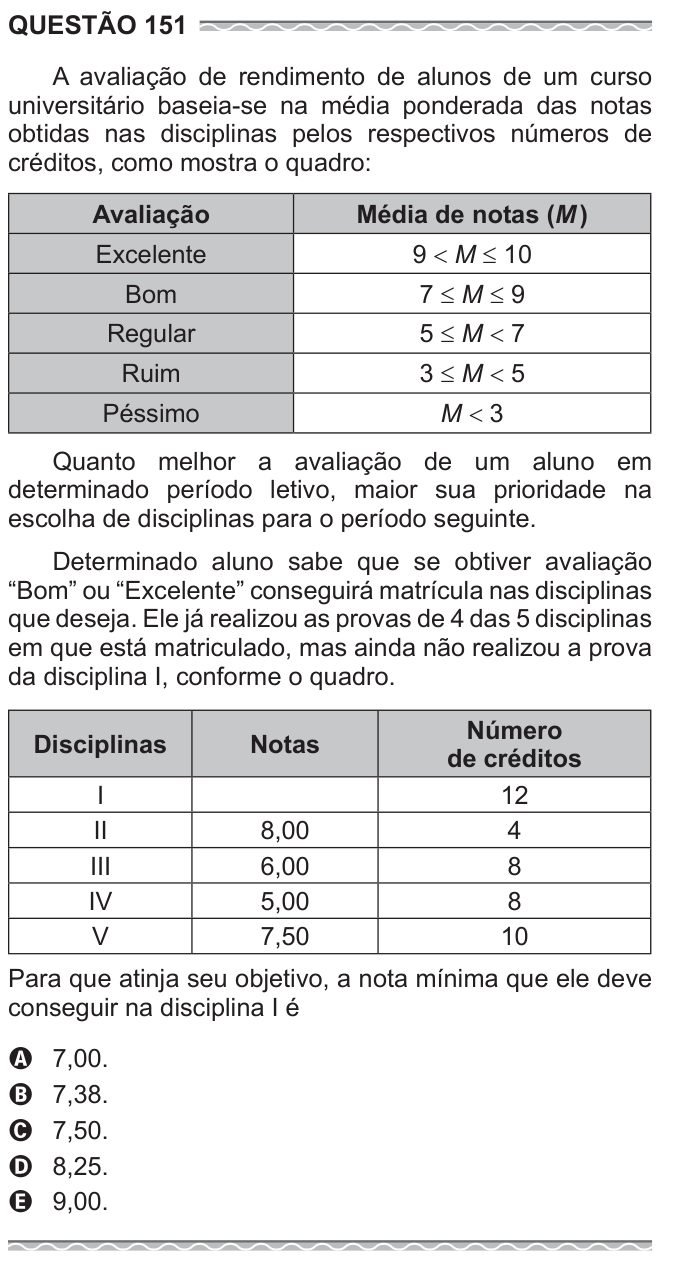 QUESTÃO 151
A avaliação de rendimento de alunos de um curso
universitário baseia-se na média ponderada das notas
obtidas nas disciplinas pelos respectivos números de
créditos, como mostra o quadro:
Avaliação Média de notas (M)
Excelente 9 < M ≤ 10
Bom 7 ≤ M ≤ 9
Regular 5 ≤ M < 7
Ruim 3 ≤ M < 5
Péssimo M < 3
Quanto melhor a avaliação de um aluno em
determinado período letivo, maior sua prioridade na
escolha de disciplinas para o período seguinte.
Determinado aluno sabe que se obtiver avaliação
“Bom” ou “Excelente” conseguirá matrícula nas disciplinas
que deseja. Ele já realizou as provas de 4 das 5 disciplinas
em que está matriculado, mas ainda não realizou a prova
da disciplina I, conforme o quadro.
Disciplinas Notas Número
de créditos
I 12
II 8,00 4
III 6,00 8
IV 5,00 8
V 7,50 10
Para que atinja seu objetivo, a nota mínima que ele deve
conseguir na disciplina I é
A 7,00.
B 7,38.
C 7,50.
D 8,25.
E 9,00.